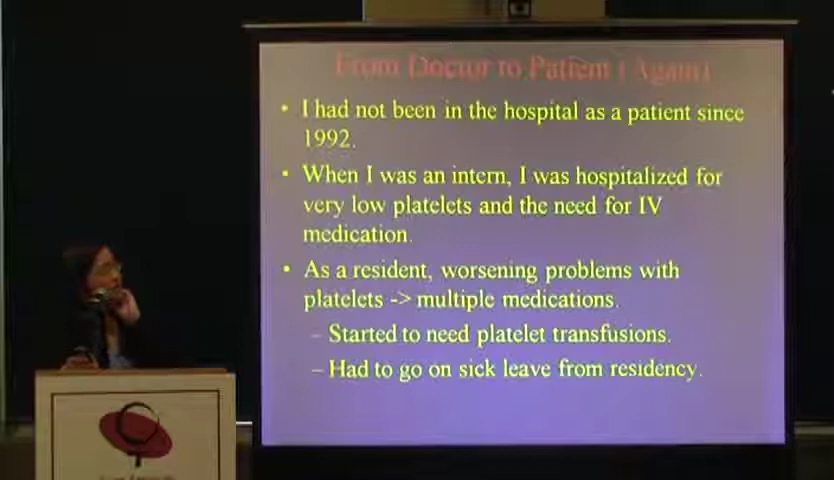 From Doctor to Patient (Again)
• I had not been in the hospital as a patient since
1992.
• When I was an intern, I was hospitalized for
very low platelets and the need for IV
medication.
• As a resident, worsening problems with
platelets -> multiple medications.
– Started to need platelet transfusions.
– Had to go on sick leave from residency.